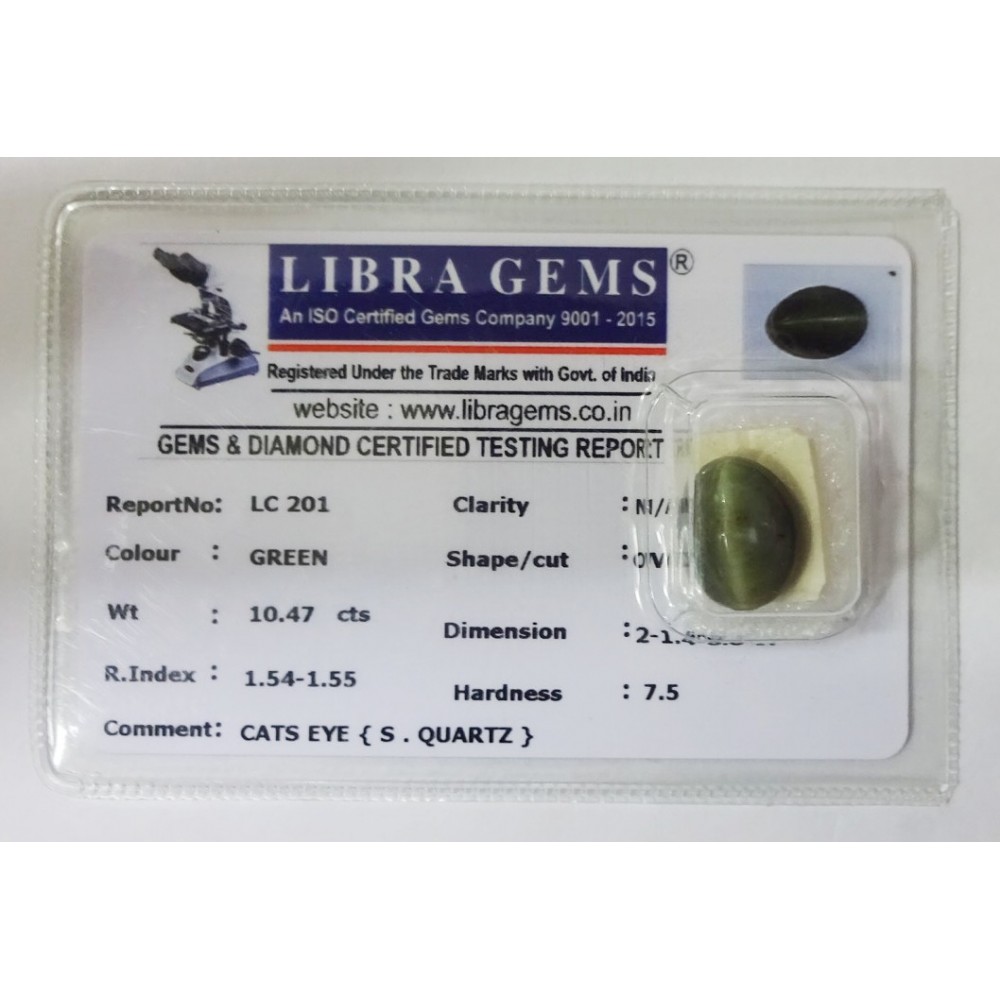 LIBRA GEMS ®
An ISO Certified Gems Company 9001 - 2015
Registered Under the Trade Marks with Govt. of India
website : www.libragems.co.in
GEMS & DIAMOND CERTIFIED TESTING REPORT
ReportNo: LC 201 Clarity :
Colour : GREEN Shape/cut :
Wt : 10.47 cts Dimension :
R.Index : 1.54-1.55 Hardness : 7.5
Comment: CATS EYE { S . QUARTZ }